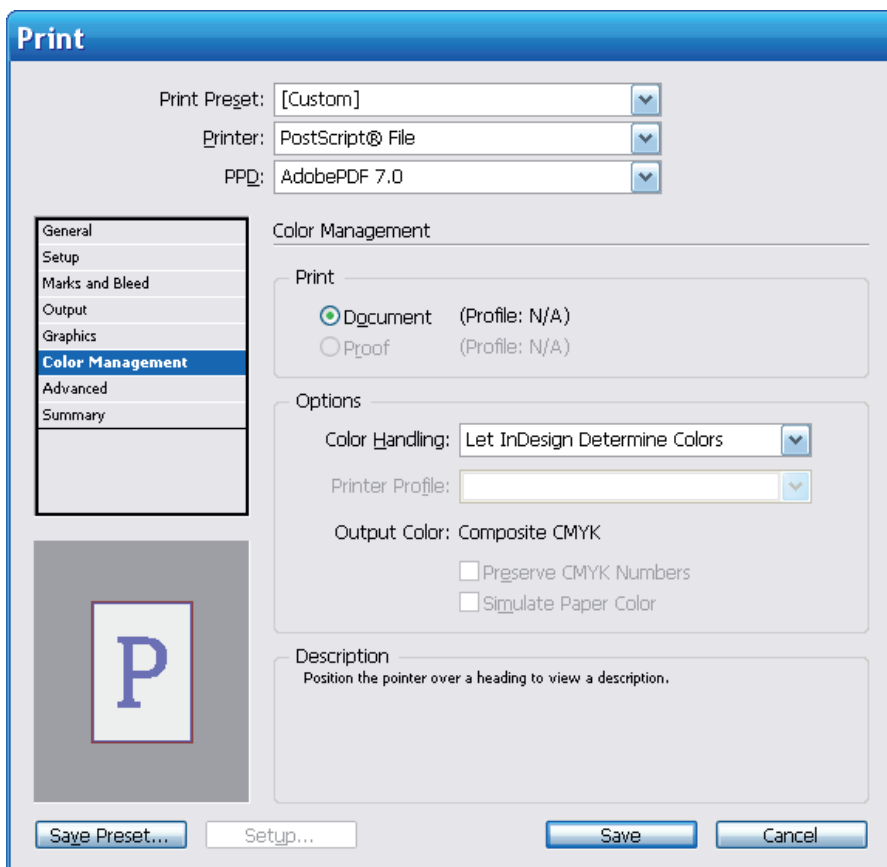 Print
Print Preset: [Custom]
Printer: PostScript® File
PPD: AdobePDF 7.0
General
Setup
Marks and Bleed
Output
Graphics
Color Management
Advanced
Summary
Color Management
Print
Document (Profile: N/A)
Proof (Profile: N/A)
Options
Color Handling: Let InDesign Determine Colors
Printer Profile:
Output Color: Composite CMYK
Preserve CMYK Numbers
Simulate Paper Color
P
Description
Position the pointer over a heading to view a description.
Save Preset... Setup... Save Cancel